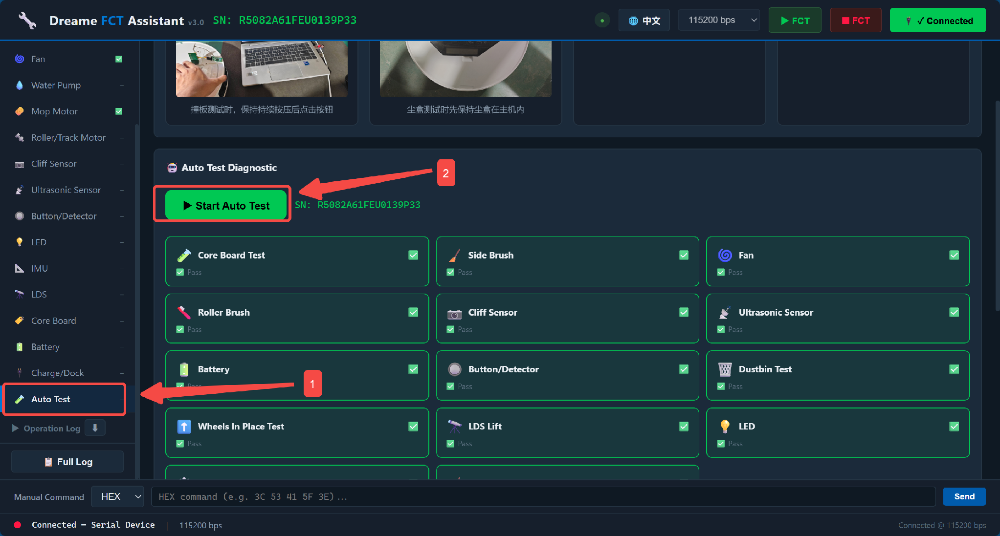 Dreame FCT Assistant v3.0 SN: R5082A61FEU0139P33
中文
115200 bps
FCT
FCT
✓ Connected
Fan
Water Pump –
Mop Motor
Roller/Track Motor –
Cliff Sensor
Ultrasonic Sensor –
Button/Detector –
LED –
IMU –
LDS –
Core Board –
Battery
Charge/Dock –
Auto Test
Operation Log
Full Log
撞板测试时，保持持续按压后点击按钮
尘盒测试时先保持尘盒在主机内
Auto Test Diagnostic
2
Start Auto Test
SN: R5082A61FEU0139P33
Core Board Test
Pass
Side Brush
Pass
Fan
Pass
Roller Brush
Pass
Cliff Sensor
Pass
Ultrasonic Sensor
Pass
Battery
Pass
1
Button/Detector
Pass
Dustbin Test
Pass
Wheels In Place Test
Pass
LDS Lift
Pass
LED
Pass
Manual Command
HEX
HEX command (e.g. 3C 53 41 5F 3E)...
Send
Connected — Serial Device | 115200 bps
Connected @ 115200 bps